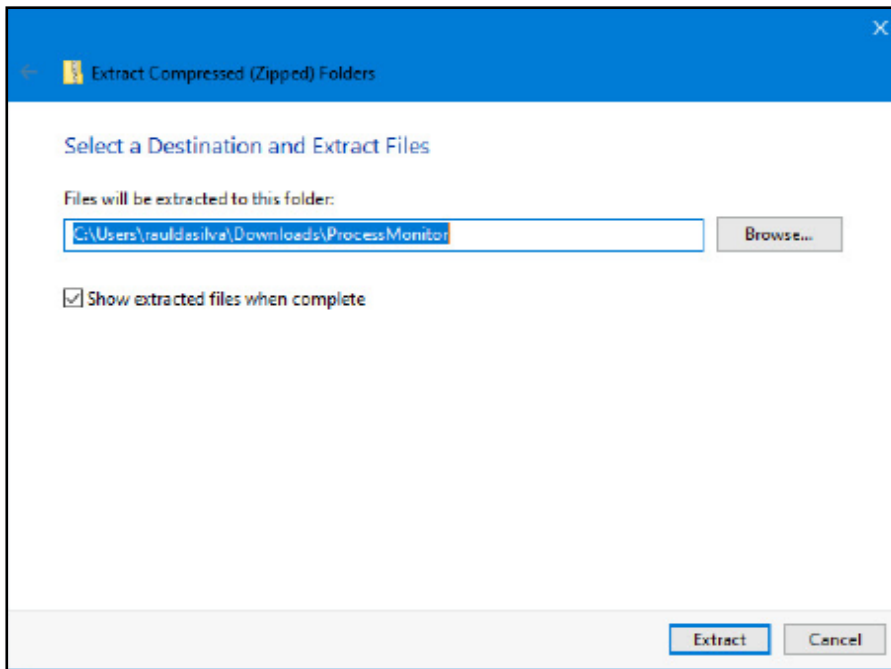 Extract Compressed (Zipped) Folders
Select a Destination and Extract Files
Files will be extracted to this folder:
C:\Users\rauldasilva\Downloads\ProcessMonitor
Browse...
Show extracted files when complete
Extract
Cancel